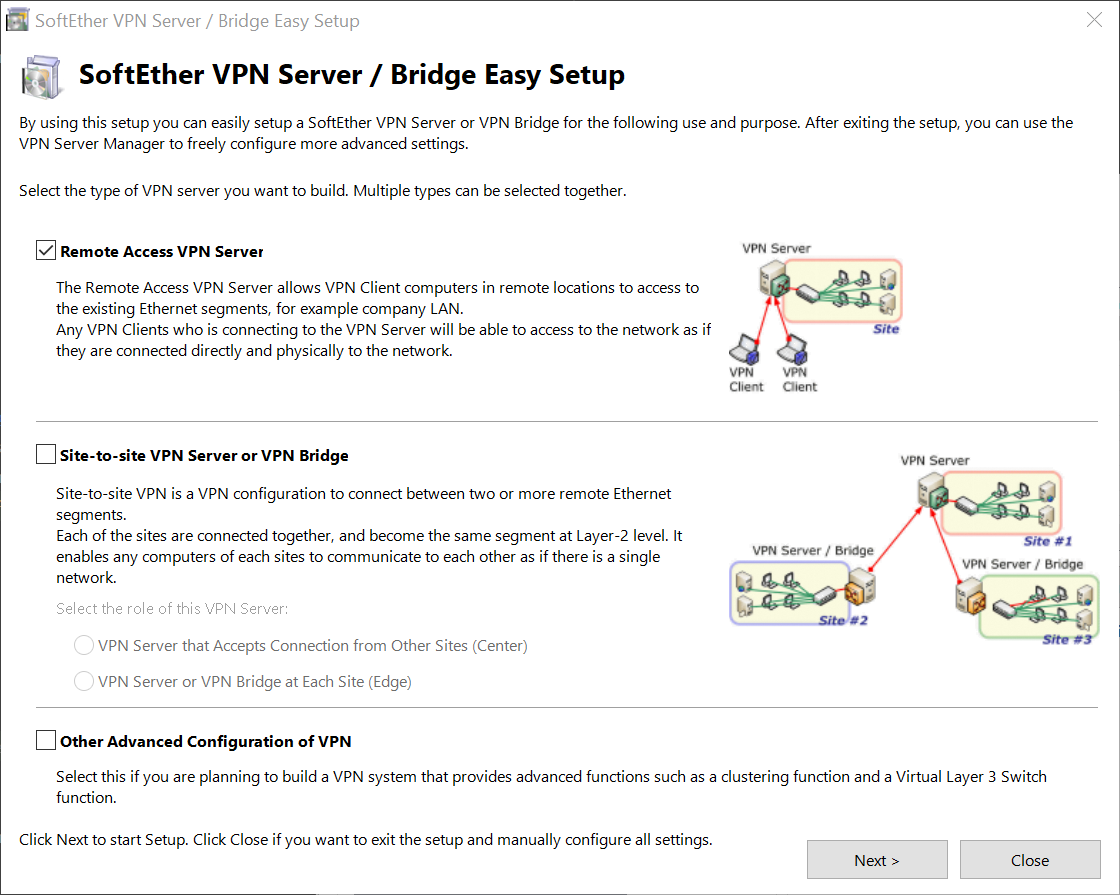 SoftEther VPN Server / Bridge Easy Setup
SoftEther VPN Server / Bridge Easy Setup
By using this setup you can easily setup a SoftEther VPN Server or VPN Bridge for the following use and purpose. After exiting the setup, you can use the
VPN Server Manager to freely configure more advanced settings.
Select the type of VPN server you want to build. Multiple types can be selected together.
Remote Access VPN Server
The Remote Access VPN Server allows VPN Client computers in remote locations to access to
the existing Ethernet segments, for example company LAN.
Any VPN Clients who is connecting to the VPN Server will be able to access to the network as if
they are connected directly and physically to the network.
VPN Server
Site
VPN
Client
VPN
Client
Site-to-site VPN Server or VPN Bridge
Site-to-site VPN is a VPN configuration to connect between two or more remote Ethernet
segments.
Each of the sites are connected together, and become the same segment at Layer-2 level. It
enables any computers of each sites to communicate to each other as if there is a single
network.
Select the role of this VPN Server:
VPN Server that Accepts Connection from Other Sites (Center)
VPN Server or VPN Bridge at Each Site (Edge)
VPN Server
Site #1
VPN Server / Bridge
Site #2
VPN Server / Bridge
Site #3
Other Advanced Configuration of VPN
Select this if you are planning to build a VPN system that provides advanced functions such as a clustering function and a Virtual Layer 3 Switch
function.
Click Next to start Setup. Click Close if you want to exit the setup and manually configure all settings.
Next >
Close